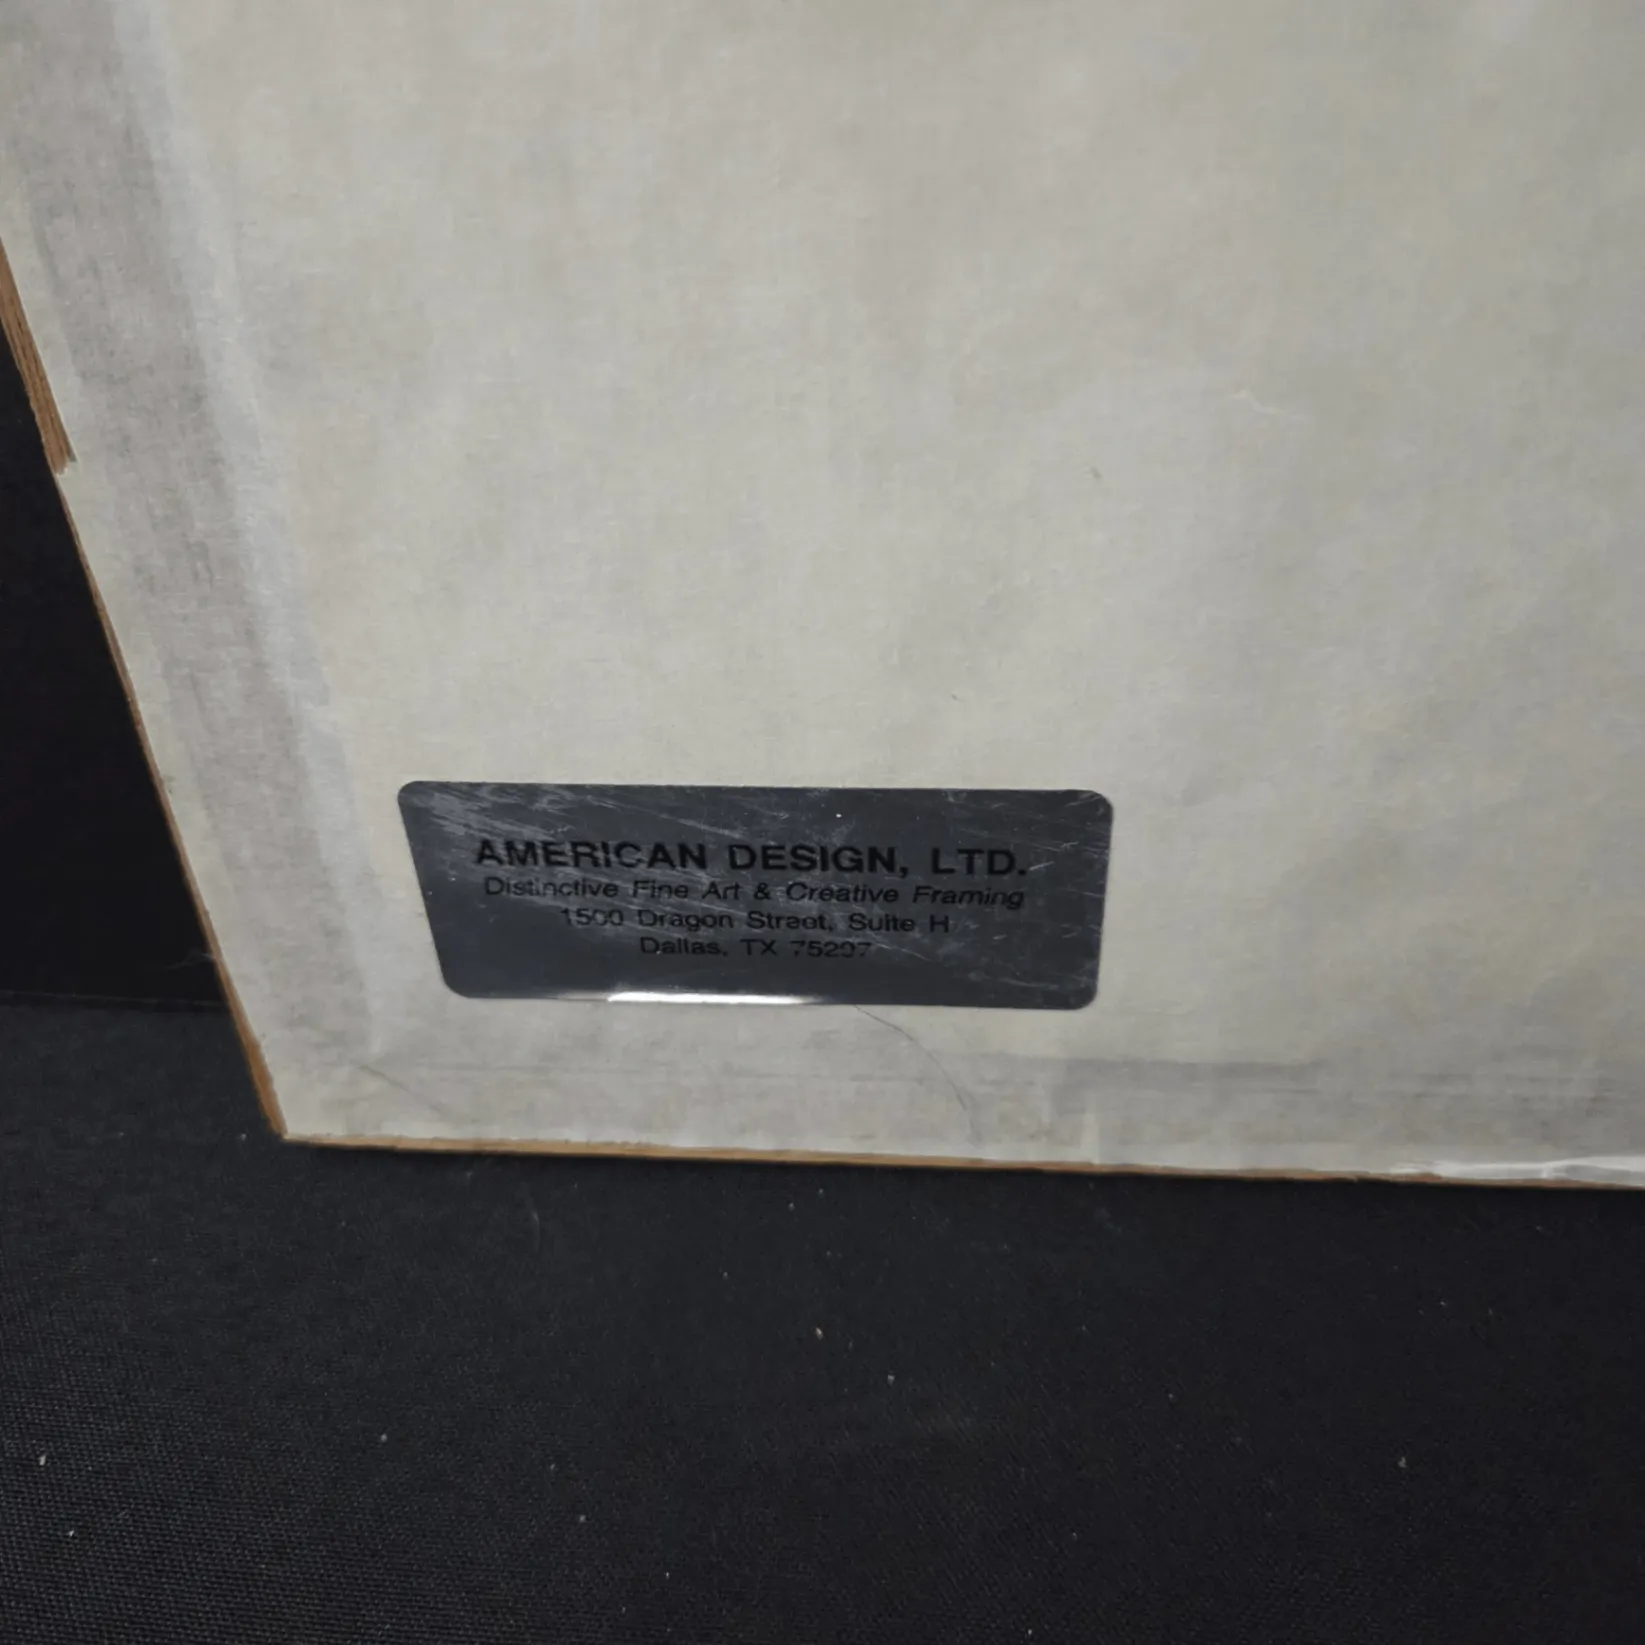 AMERICAN DESIGN, LTD.
Distinctive Fine Art & Creative Framing
1500 Dragon Street, Suite H
Dallas, TX 75207